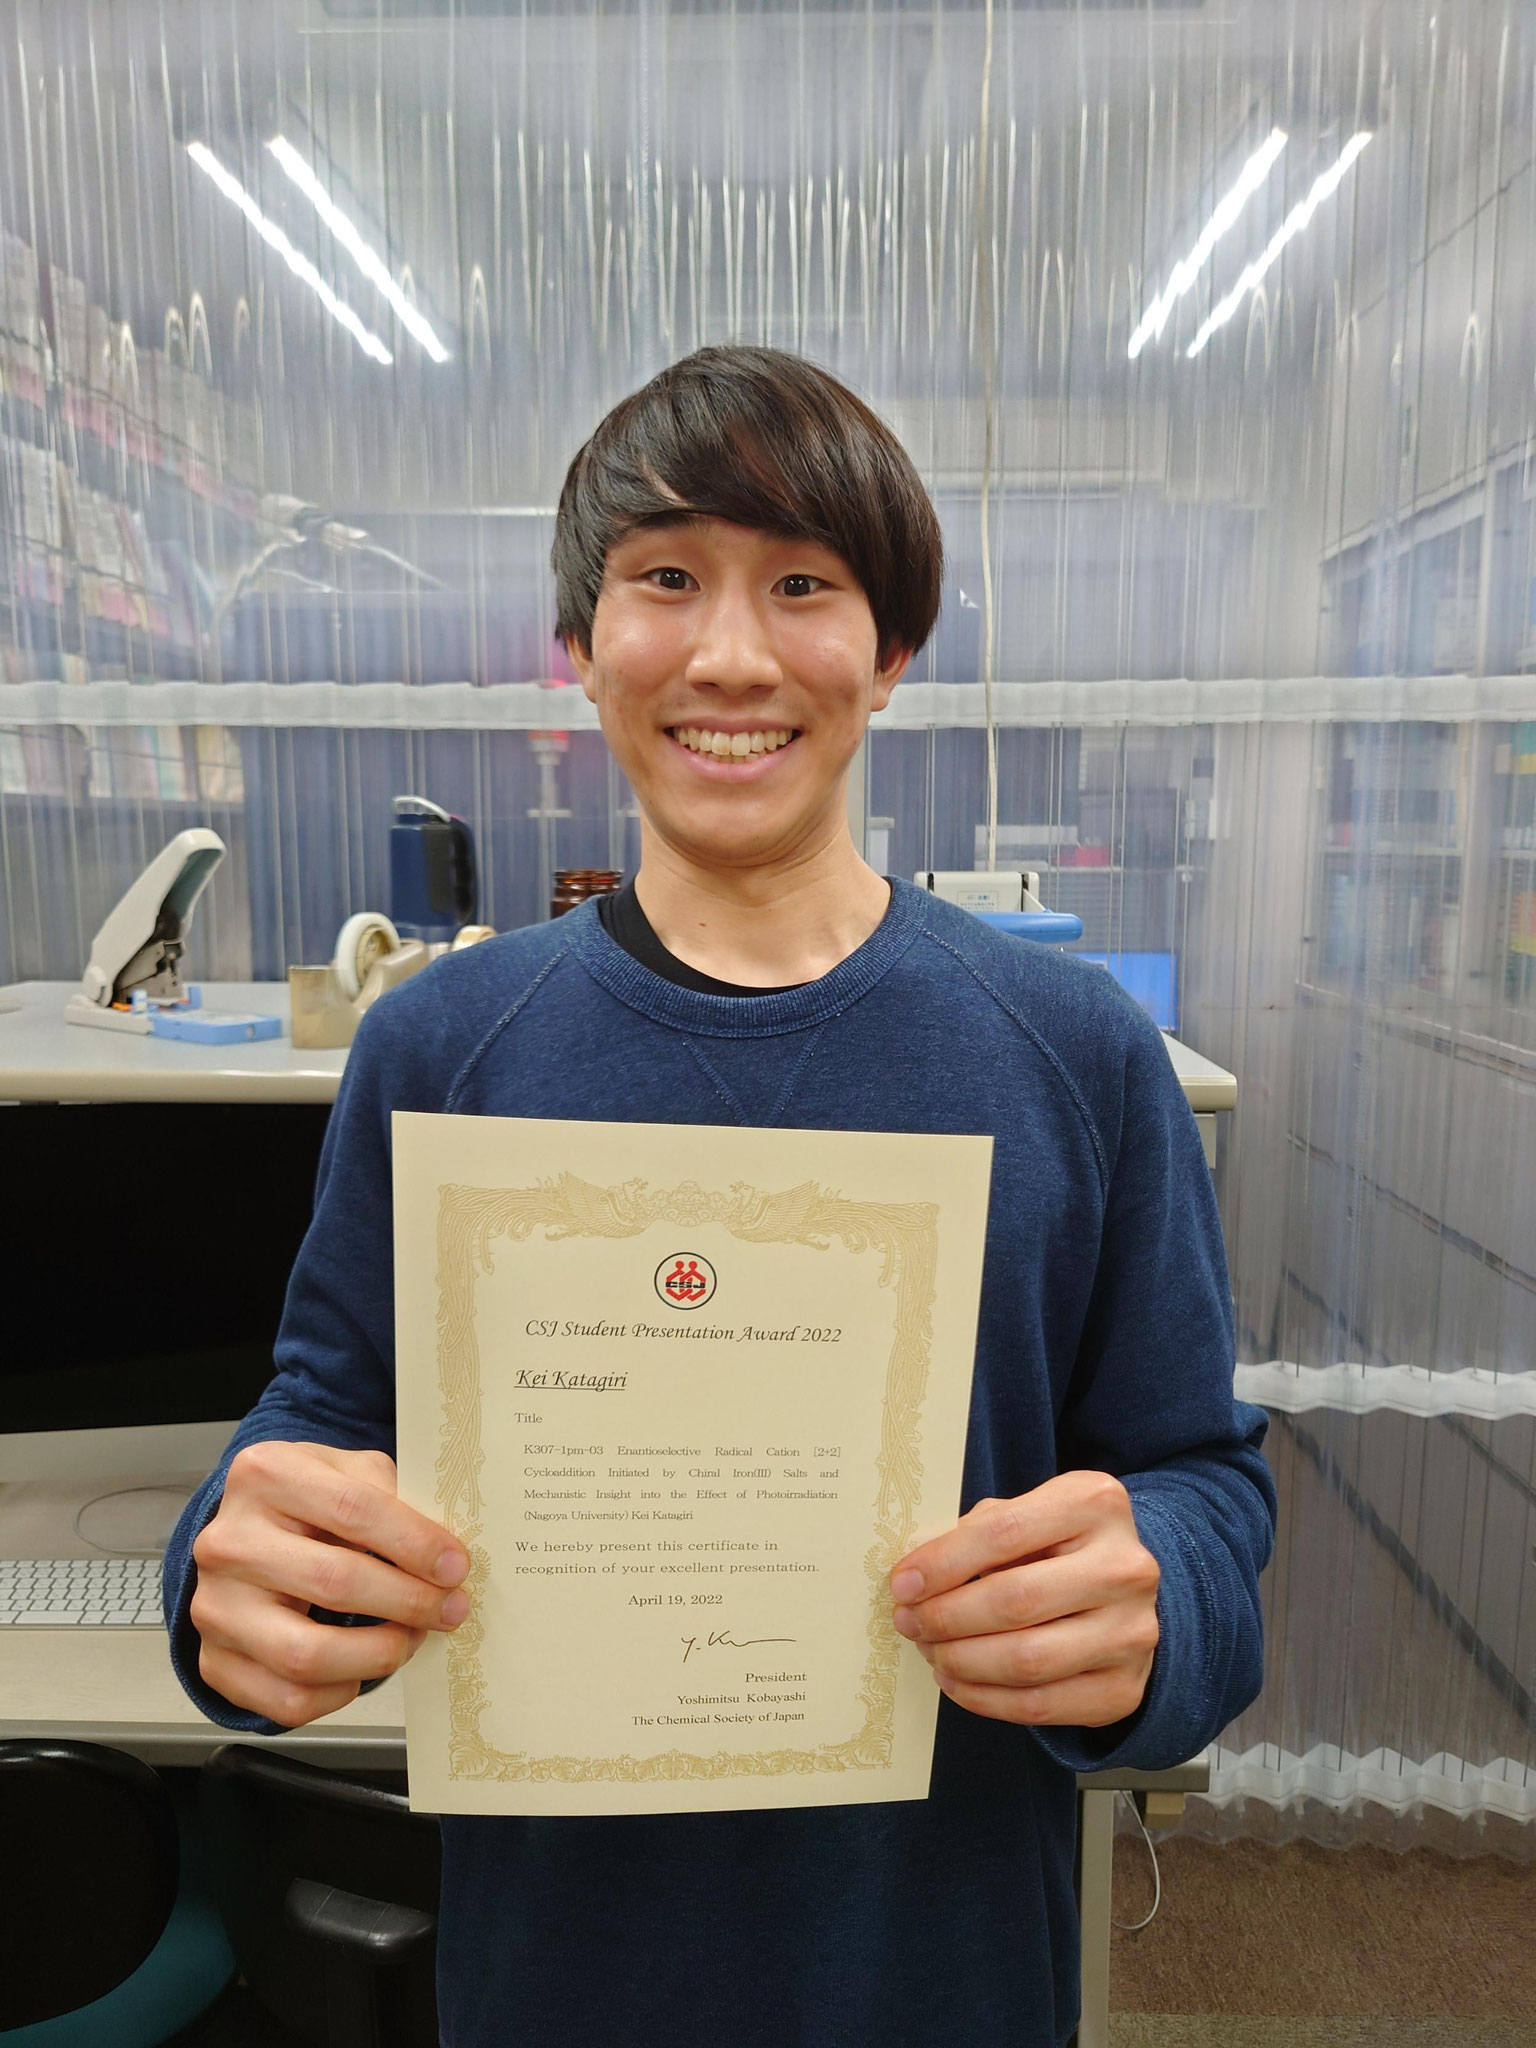 CSJ
CSJ Student Presentation Award 2022
Kei Katagiri
Title
K307-1pm-03 Enantioselective Radical Cation [2+2]
Cycloaddition Initiated by Chiral Iron(III) Salts and
Mechanistic Insight into the Effect of Photoirradiation
(Nagoya University) Kei Katagiri
We hereby present this certificate in
recognition of your excellent presentation.
April 19, 2022
President
Yoshimitsu Kobayashi
The Chemical Society of Japan